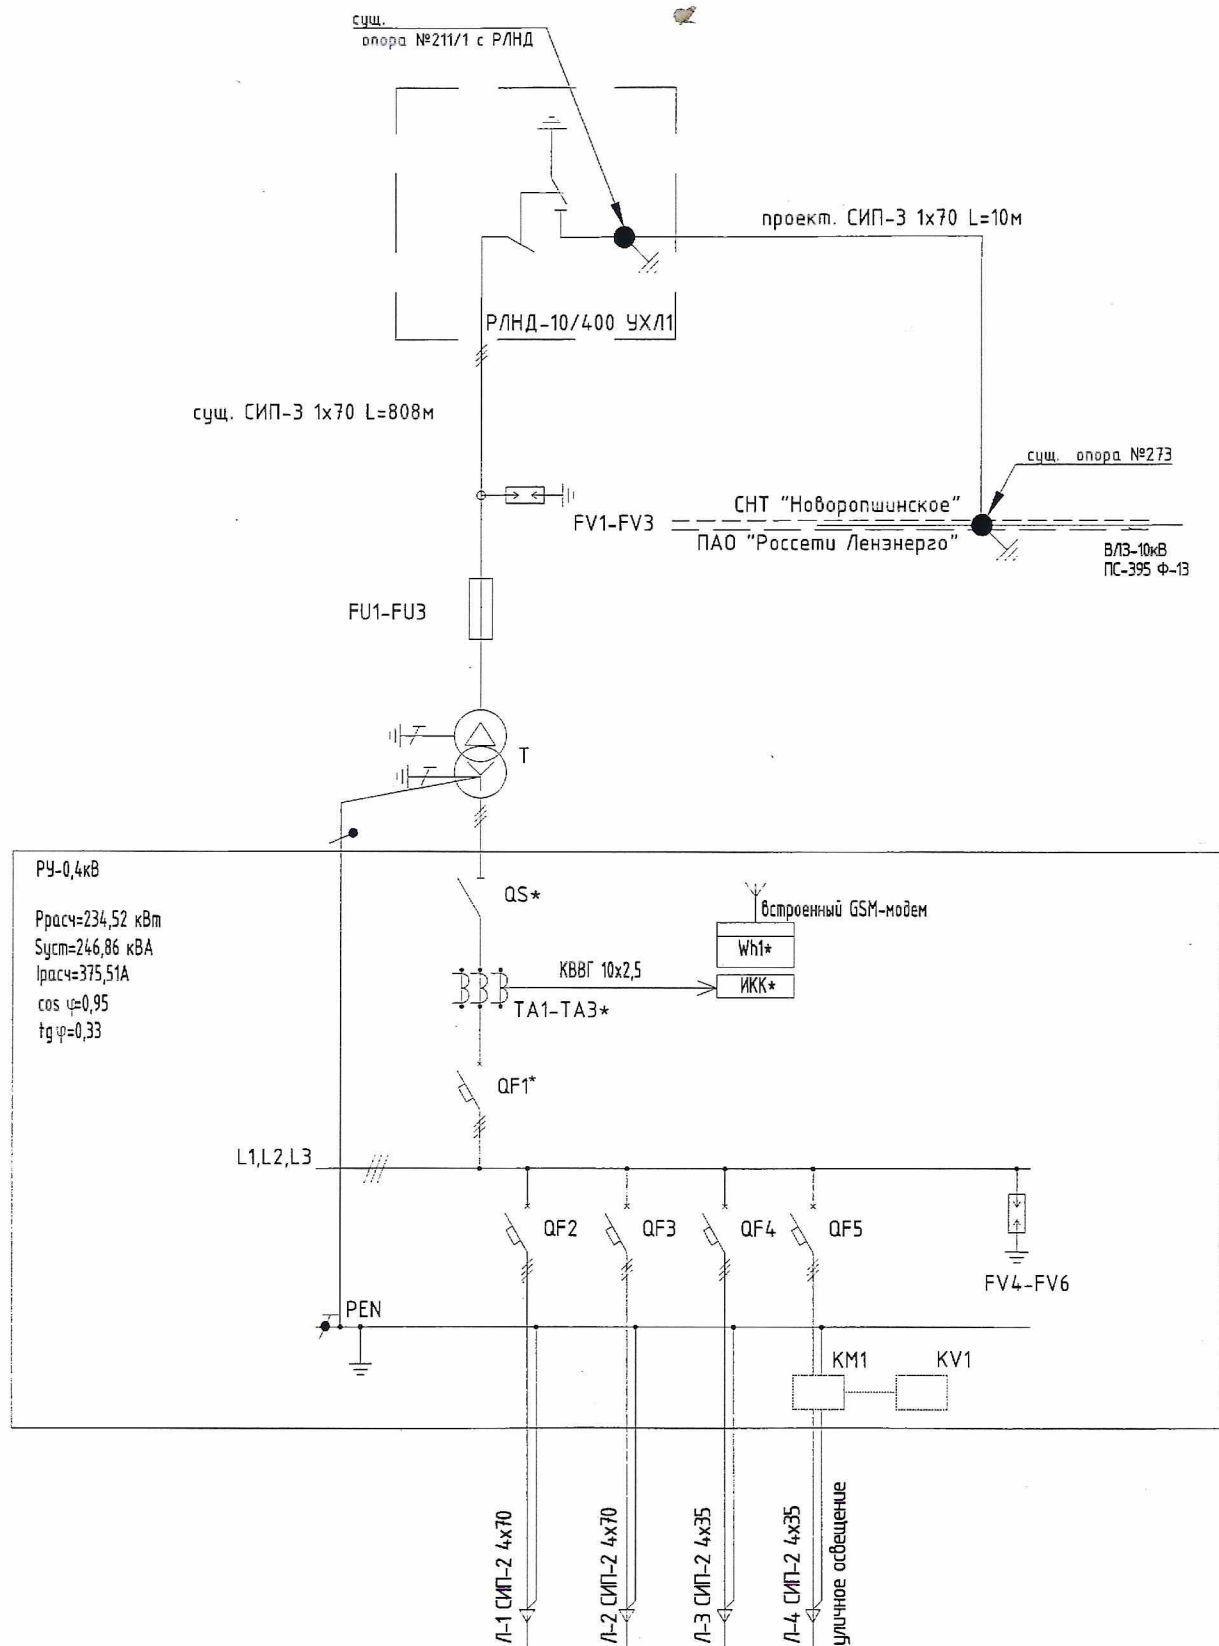 сущ.
опора №211/1 с РЛНД
проект. СИП-3 1х70 L=10м
РЛНД-10/400 УХЛ1
сущ. СИП-3 1х70 L=808м
сущ. опора №273
СНТ "Новоропшинское"
FV1-FV3
ПАО "Россети Ленэнерго"
ВЛЗ-10кВ
ПС-395 Ф-13
FU1-FU3
T
РУ-0,4кВ
Ррасч=234,52 кВт
Sуст=246,86 кВА
Iрасч=375,51А
cos φ=0,95
tg φ=0,33
QS*
встроенный GSM-модем
Wh1*
КВВГ 10х2,5
ИКК*
TA1-TA3*
QF1*
L1,L2,L3
QF2
QF3
QF4
QF5
FV4-FV6
PEN
KM1
KV1
Л-1 СИП-2 4х70
Л-2 СИП-2 4х70
Л-3 СИП-2 4х35
Л-4 СИП-2 4х35
уличное освещение